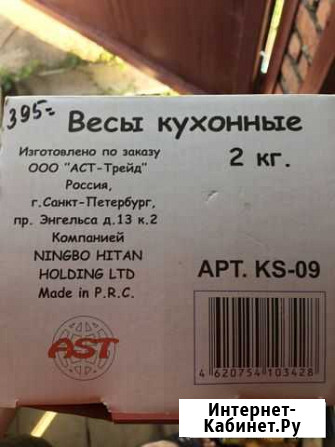 395=
Весы кухонные
Изготовлено по заказу
ООО "АСТ-Трейд"
Россия,
г.Санкт-Петербург,
пр. Энгельса д.13 к.2
Компанией
NINGBO HITAN
HOLDING LTD
Made in P.R.C.
2 кг.
АРТ. KS-09
AST
4 620754 103428
Интернет-
Кабинет.Ру